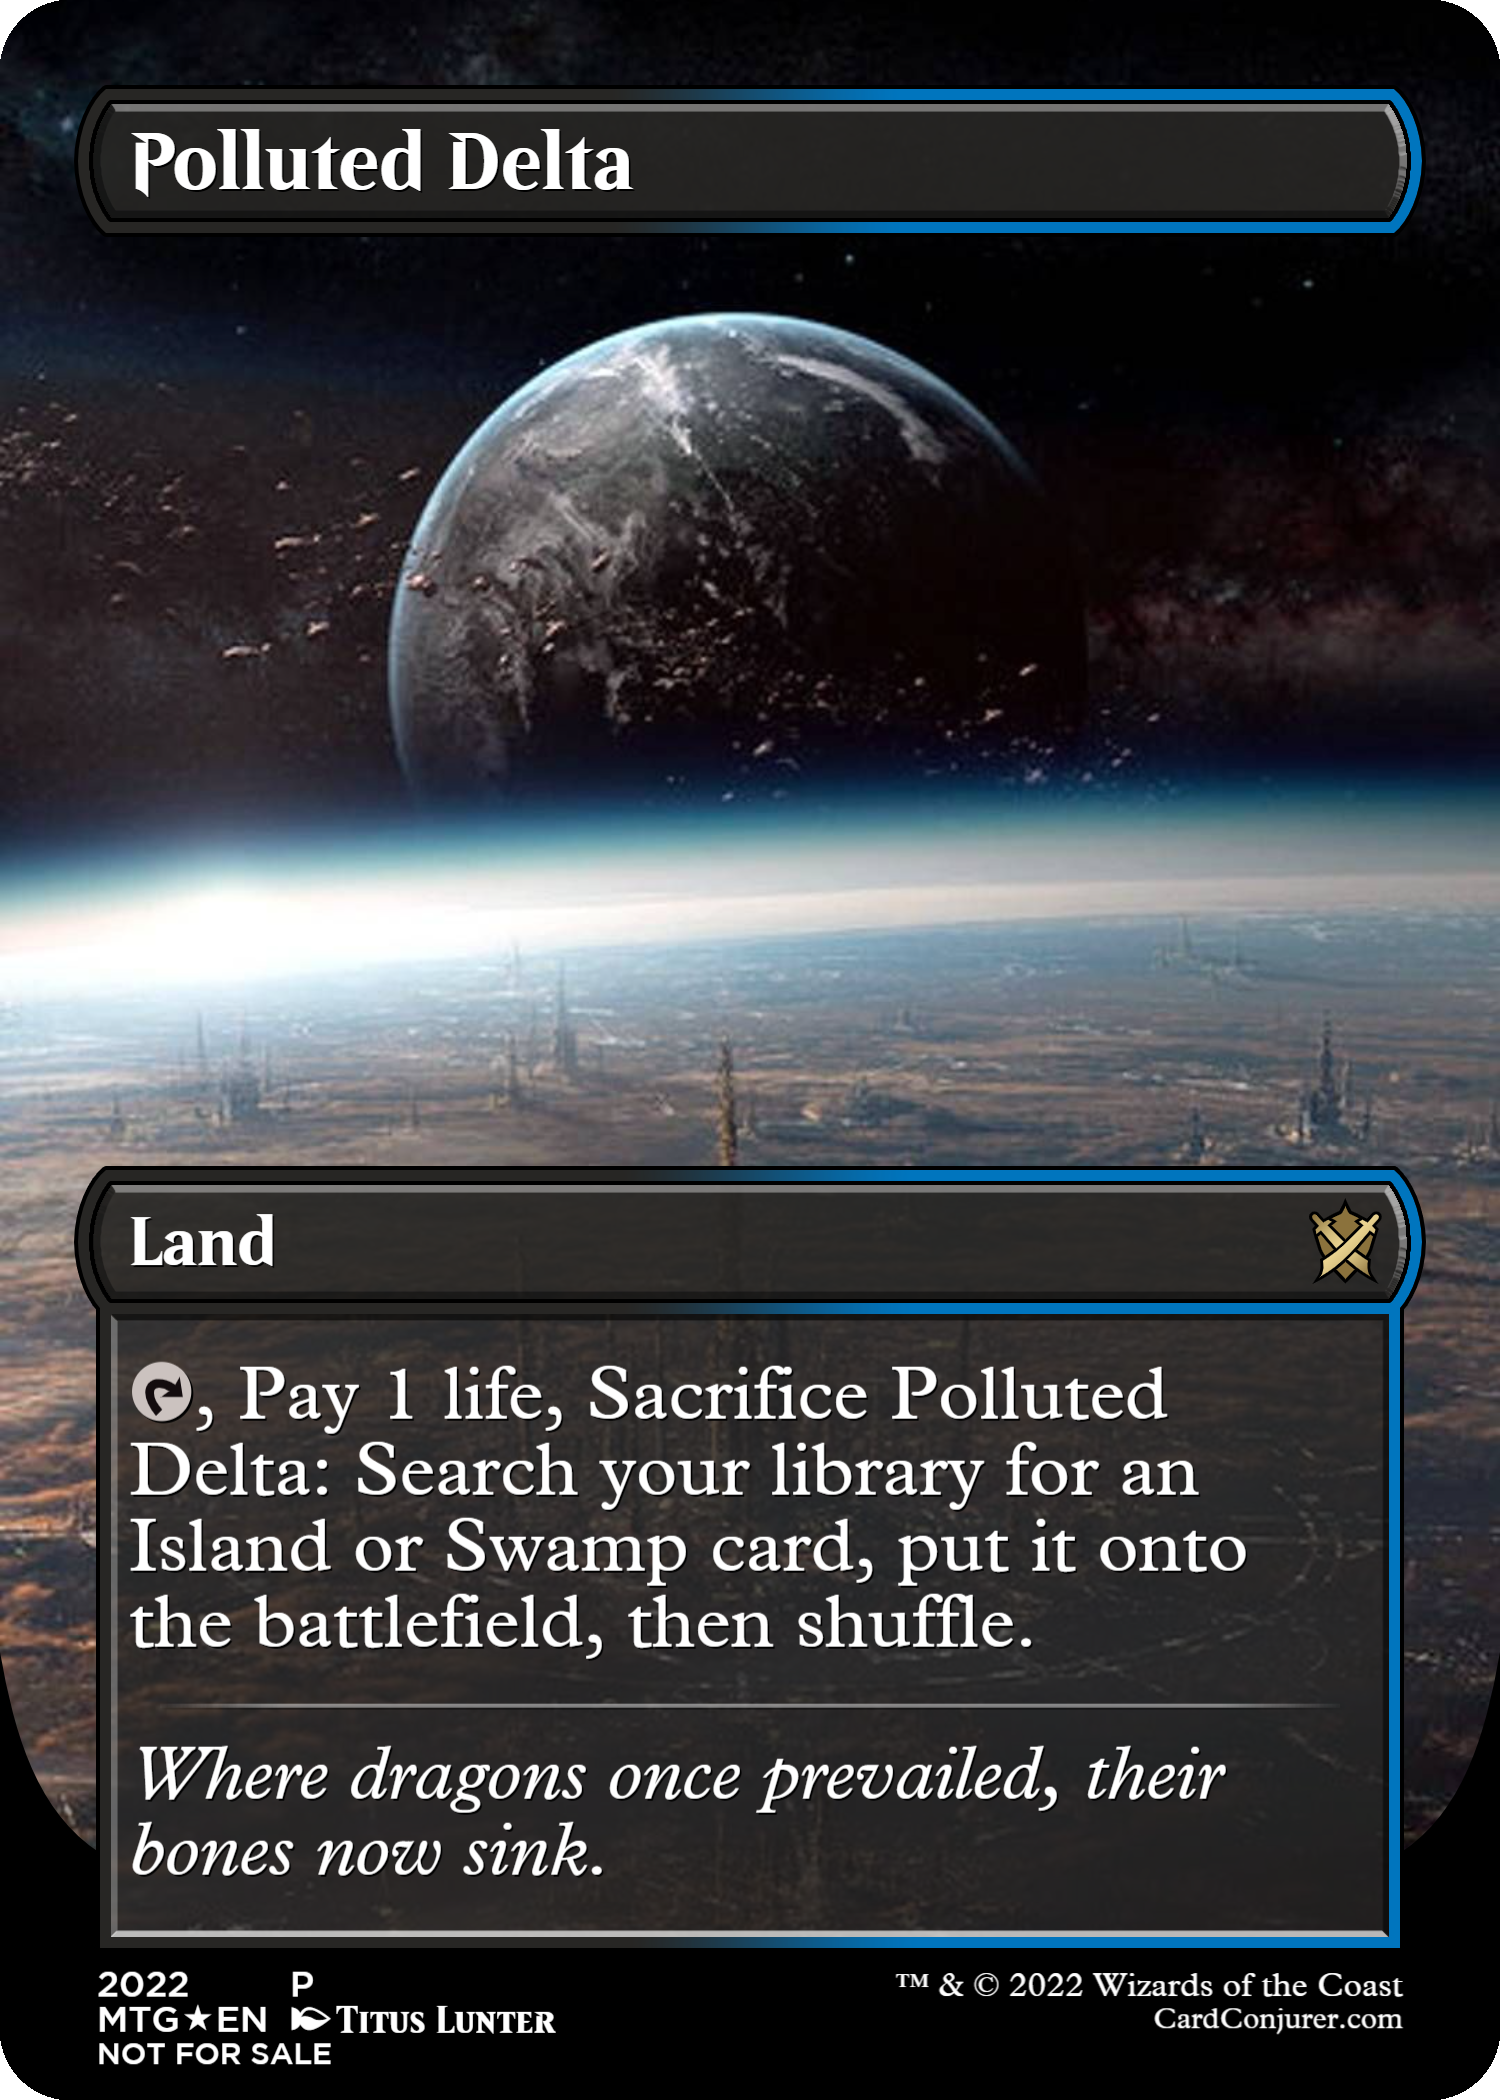 Polluted Delta
Land
, Pay 1 life, Sacrifice Polluted
Delta: Search your library for an
Island or Swamp card, put it onto
the battlefield, then shuffle.
Where dragons once prevailed, their
bones now sink.
2022 P
MTG★EN Titus Lunter
NOT FOR SALE
™ & © 2022 Wizards of the Coast
CardConjurer.com